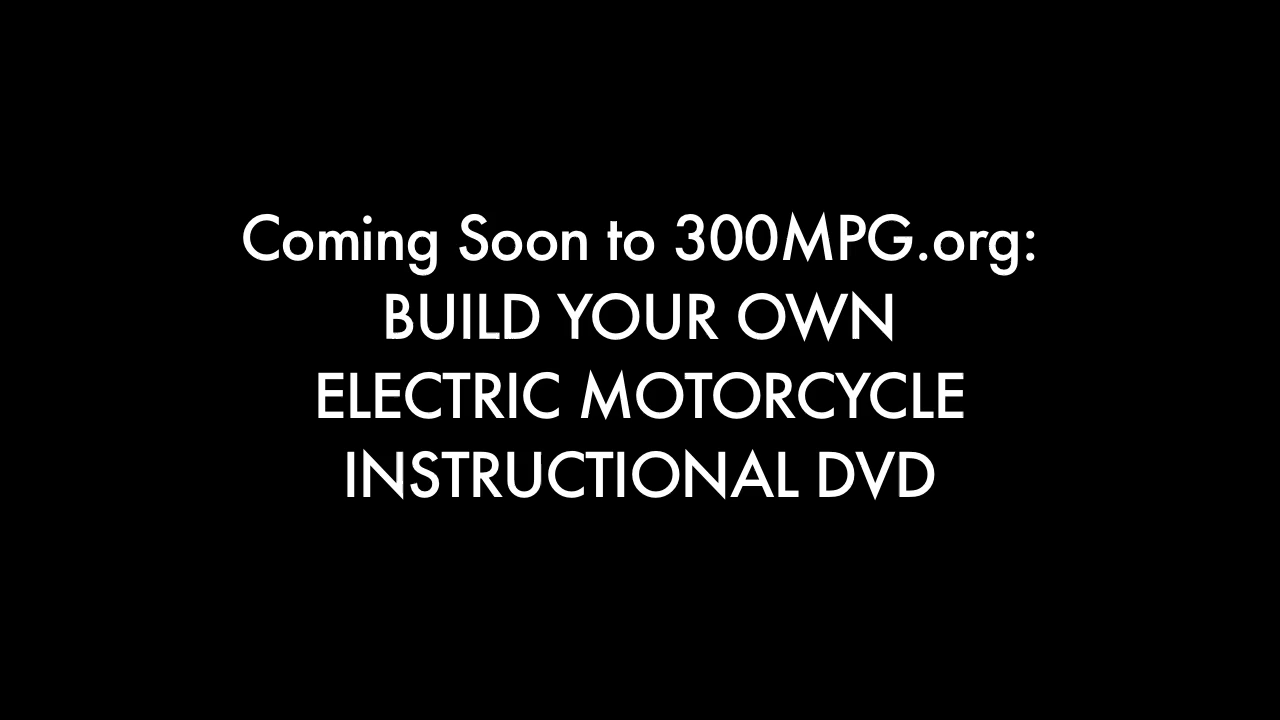 Coming Soon to 300MPG.org:
BUILD YOUR OWN
ELECTRIC MOTORCYCLE
INSTRUCTIONAL DVD